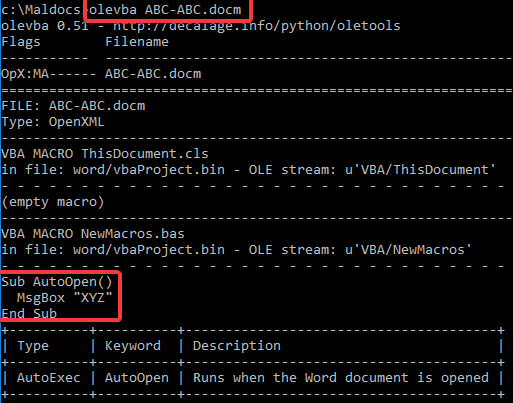 c:\Maldocs>olevba ABC-ABC.docm
olevba 0.51 - http://decalage.info/python/oletools
Flags       Filename
----------- -----------------------------------------------------------------
OpX:MA------ ABC-ABC.docm
===============================================================================
FILE: ABC-ABC.docm
Type: OpenXML
-------------------------------------------------------------------------------
VBA MACRO ThisDocument.cls
in file: word/vbaProject.bin - OLE stream: u'VBA/ThisDocument'
- - - - - - - - - - - - - - - - - - - - - - - - - - - - - - - - - - - - - - -
(empty macro)
-------------------------------------------------------------------------------
VBA MACRO NewMacros.bas
in file: word/vbaProject.bin - OLE stream: u'VBA/NewMacros'
- - - - - - - - - - - - - - - - - - - - - - - - - - - - - - - - - - - - - - -
Sub AutoOpen()
  MsgBox "XYZ"
End Sub
+----------+----------+---------------------------------------+
| Type     | Keyword  | Description                           |
+----------+----------+---------------------------------------+
| AutoExec | AutoOpen | Runs when the Word document is opened |
+----------+----------+---------------------------------------+